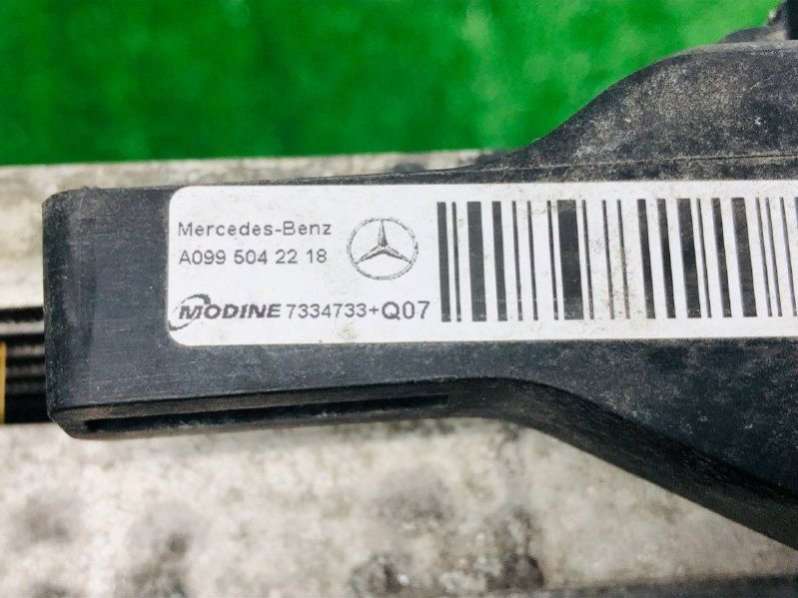 Mercedes-Benz
A099 504 22 18
MODINE 7334733+Q07